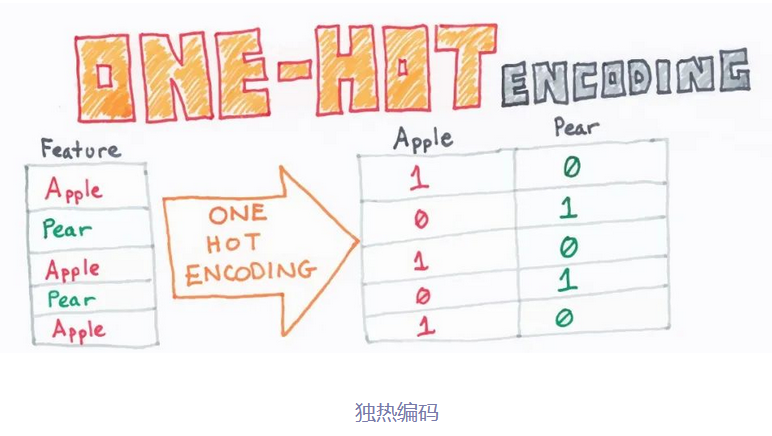 ONE-HOT ENCODING
Feature
Apple
Pear
Apple
Pear
Apple
ONE
HOT
ENCODING
Apple Pear
1 0
0 1
1 0
0 1
1 0
独热编码